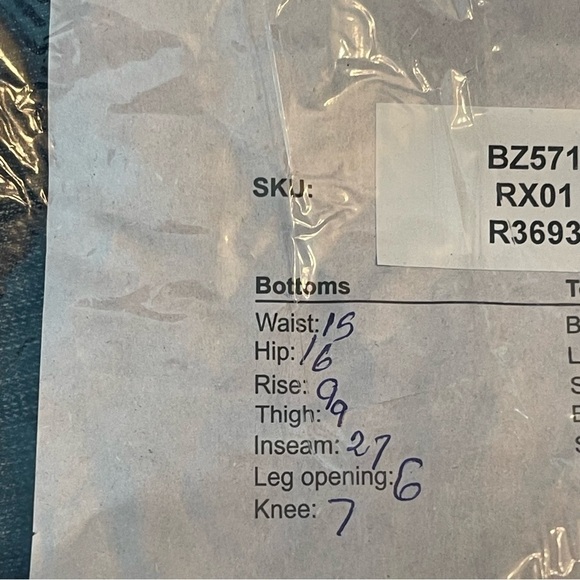 BZ571
SKU: RX01
R3693
Bottoms
Waist: 15
Hip: 16
Rise: 9
Thigh: 9
Inseam: 27
Leg opening: 6
Knee: 7